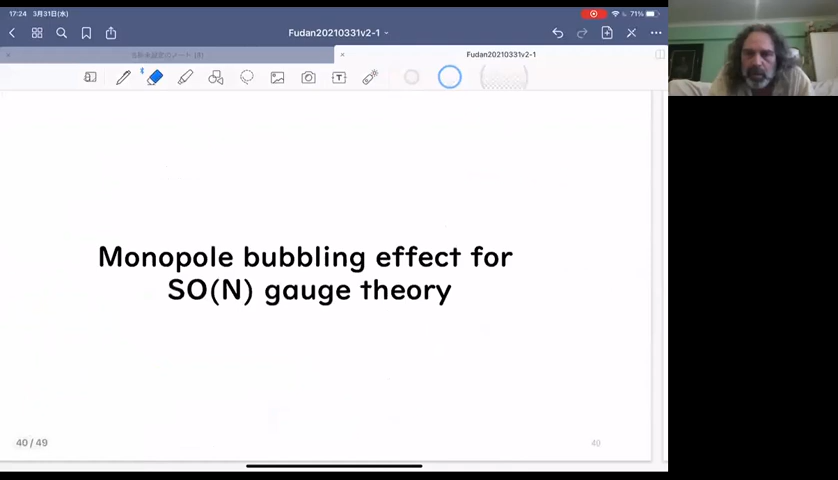 17:24 3月31日(水)
71%
Fudan20210331v2-1
Fudan20210331v2-1
Monopole bubbling effect for
SO(N) gauge theory
40 / 49
40